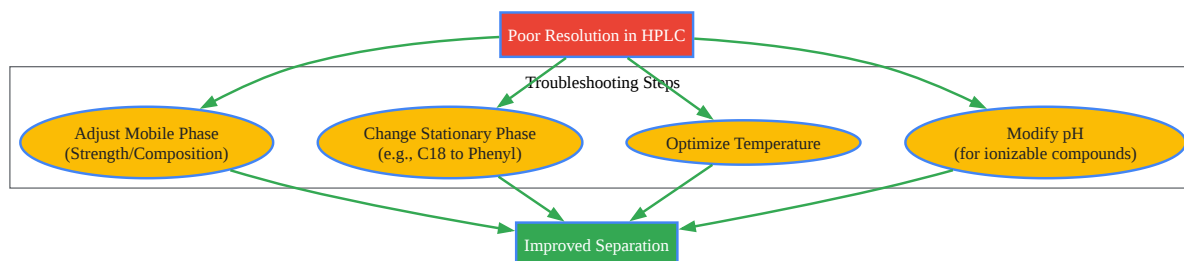 Poor Resolution in HPLC
Troubleshooting Steps
Adjust Mobile Phase
(Strength/Composition)
Change Stationary Phase
(e.g., C18 to Phenyl)
Optimize Temperature
Modify pH
(for ionizable compounds)
Improved Separation